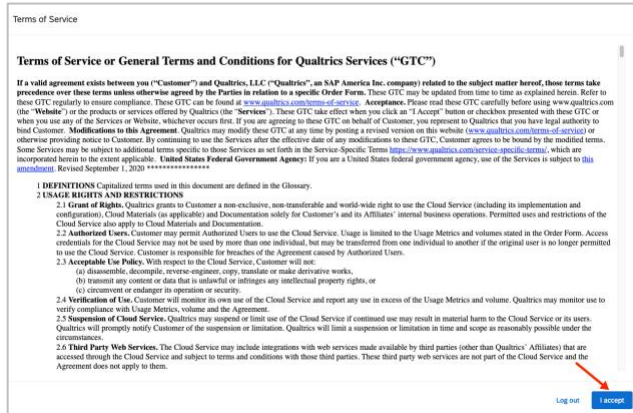 Terms of Service
Terms of Service or General Terms and Conditions for Qualtrics Services (“GTC”)
If a valid agreement exists between you (“Customer”) and Qualtrics, LLC (“Qualtrics”, an SAP America Inc. company) related to the subject matter hereof, those terms take
precedence over these terms unless otherwise agreed by the Parties in relation to a specific Order Form. These GTC may be updated from time to time as explained herein. Refer to
these GTC regularly to ensure compliance. These GTC can be found at www.qualtrics.com/terms-of-service. Acceptance. Please read these GTC carefully before using www.qualtrics.com
(the “Website”) or the products or services offered by Qualtrics (the “Services”). These GTC take effect when you click an “I Accept” button or checkbox presented with these GTC or
when you use any of the Services or Website, whichever occurs first. If you are agreeing to these GTC on behalf of Customer, you represent to Qualtrics that you have legal authority to
bind Customer. Modifications to this Agreement. Qualtrics may modify these GTC at any time by posting a revised version on this website (www.qualtrics.com/terms-of-service) or
otherwise providing notice to Customer. By continuing to use the Services after the effective date of any modifications to these GTC, Customer agrees to be bound by the modified terms.
Some Services may be subject to additional terms specific to those Services as set forth in the Service-Specific Terms https://www.qualtrics.com/service-specific-terms/, which are
incorporated herein to the extent applicable. United States Federal Government Agency: If you are a United States federal government agency, use of the Services is subject to this
amendment. Revised September 1, 2020 ****************
1 DEFINITIONS Capitalized terms used in this document are defined in the Glossary.
2 USAGE RIGHTS AND RESTRICTIONS
2.1 Grant of Rights. Qualtrics grants to Customer a non-exclusive, non-transferable and world-wide right to use the Cloud Service (including its implementation and
configuration), Cloud Materials (as applicable) and Documentation solely for Customer’s and its Affiliates’ internal business operations. Permitted uses and restrictions of the
Cloud Service also apply to Cloud Materials and Documentation.
2.2 Authorized Users. Customer may permit Authorized Users to use the Cloud Service. Usage is limited to the Usage Metrics and volumes stated in the Order Form. Access
credentials for the Cloud Service may not be used by more than one individual, but may be transferred from one individual to another if the original user is no longer permitted
to use the Cloud Service. Customer is responsible for breaches of the Agreement caused by Authorized Users.
2.3 Acceptable Use Policy. With respect to the Cloud Service, Customer will not:
(a) disassemble, decompile, reverse-engineer, copy, translate or make derivative works,
(b) transmit any content or data that is unlawful or infringes any intellectual property rights, or
(c) circumvent or endanger its operation or security.
2.4 Verification of Use. Customer will monitor its own use of the Cloud Service and report any use in excess of the Usage Metrics and volume. Qualtrics may monitor use to
verify compliance with Usage Metrics, volume and the Agreement.
2.5 Suspension of Cloud Service. Qualtrics may suspend or limit use of the Cloud Service if continued use may result in material harm to the Cloud Service or its users.
Qualtrics will promptly notify Customer of the suspension or limitation. Qualtrics will limit a suspension or limitation in time and scope as reasonably possible under the
circumstances.
2.6 Third Party Web Services. The Cloud Service may include integrations with web services made available by third parties (other than Qualtrics’ Affiliates) that are
accessed through the Cloud Service and subject to terms and conditions with those third parties. These third party web services are not part of the Cloud Service and the
Agreement does not apply to them.
Log out
I accept